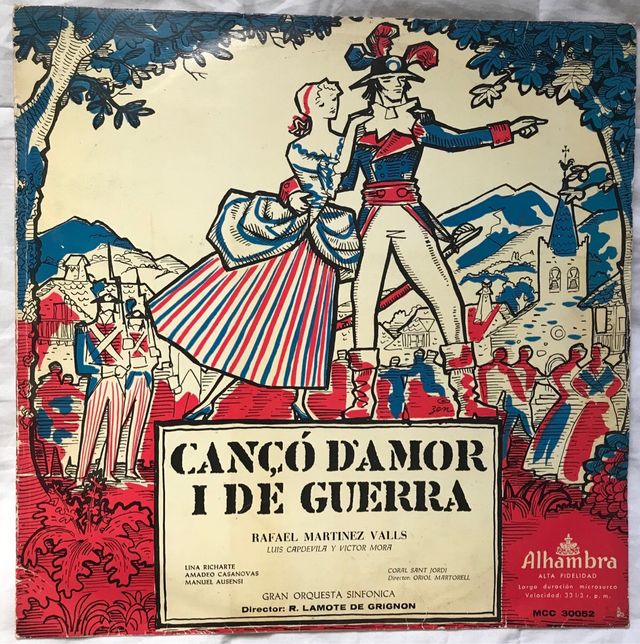 zen
CANÇÓ D'AMOR
I DE GUERRA
RAFAEL MARTINEZ VALLS
LUIS CAPDEVILA Y VICTOR MORA
LINA RICHARTE
AMADEO CASANOVAS
MANUEL AUSENSI
CORAL SANT JORDI
Director: ORIOL MARTORELL
GRAN ORQUESTA SINFONICA
Director: R. LAMOTE DE GRIGNON
Alhambra
ALTA FIDELIDAD
Larga duración microsurco
Velocidad: 33 1/3 r. p. m.
MCC 30052